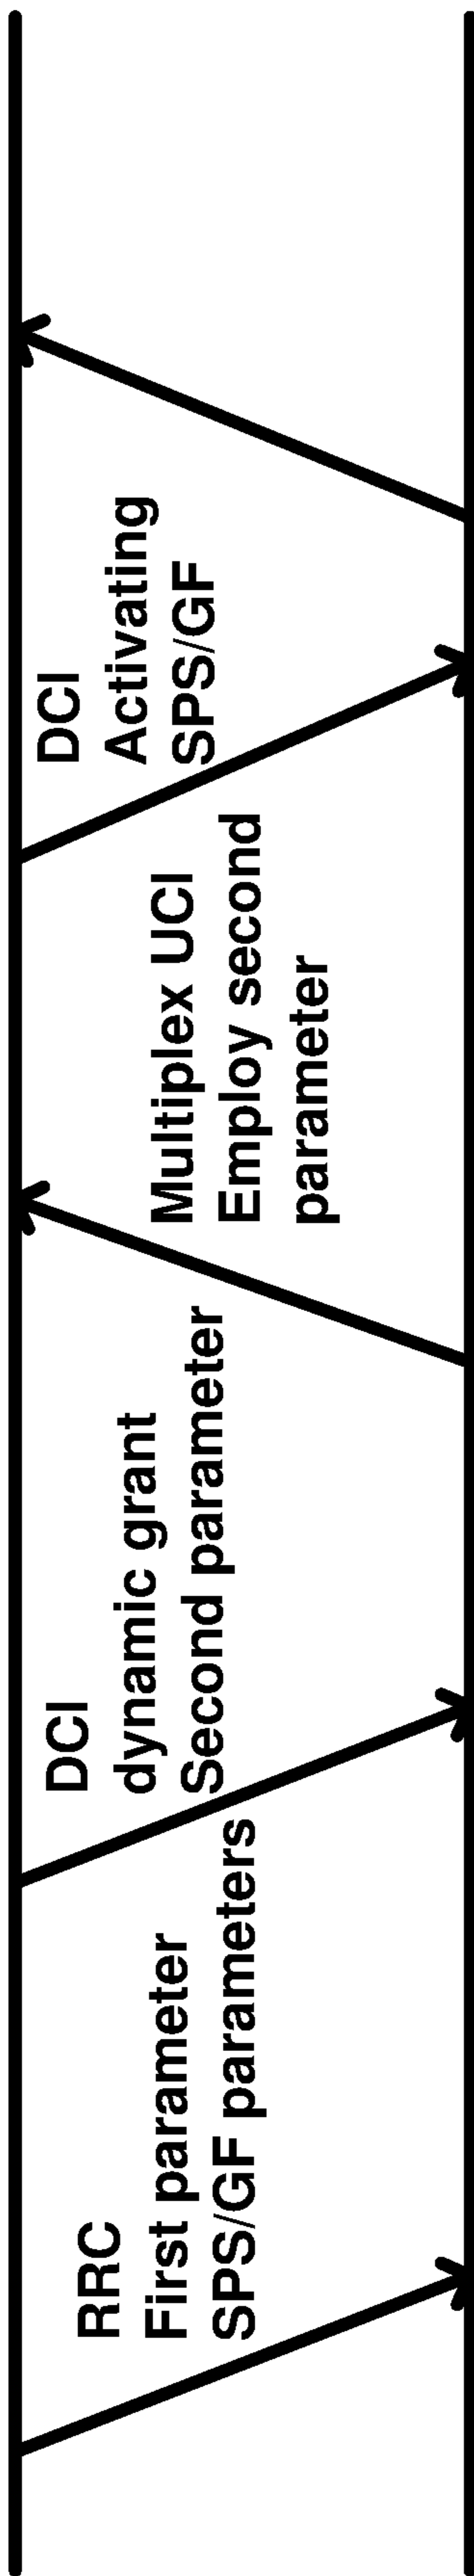 RRC
First parameter
SPS/GF parameters
DCI
dynamic grant
Second parameter
Multiplex UCI
Employ second
parameter
DCI
Activating
SPS/GF